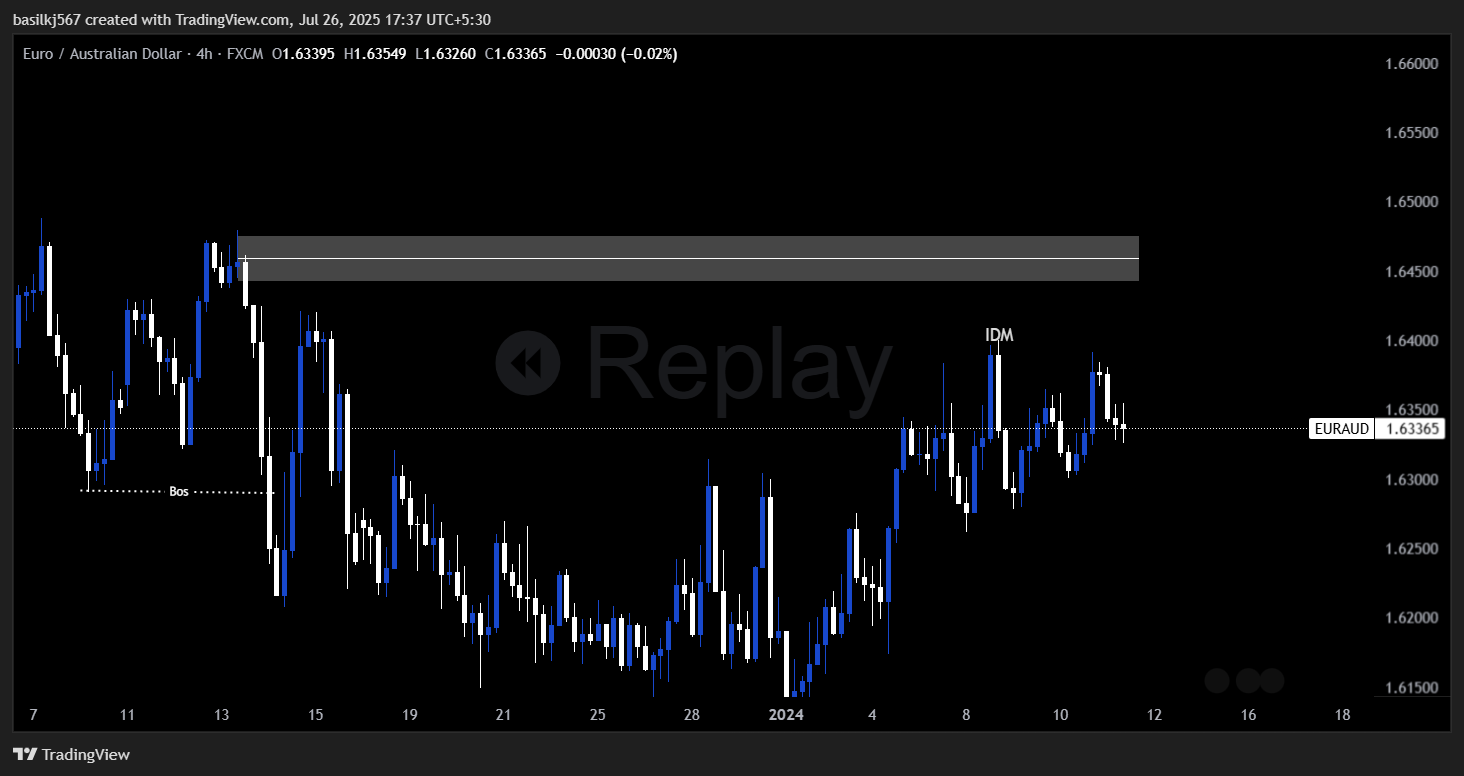 basilkj567 created with TradingView.com, Jul 26, 2025 17:37 UTC+5:30
Euro / Australian Dollar · 4h · FXCM O1.63395 H1.63549 L1.63260 C1.63365 −0.00030 (−0.02%)
1.66000
1.65500
1.65000
1.64500
IDM
Replay
1.64000
1.63500
EURAUD 1.63365
1.63000
Bos
1.62500
1.62000
1.61500
7 11 13 15 19 21 25 28 2024 4 8 10 12 16 18
TradingView